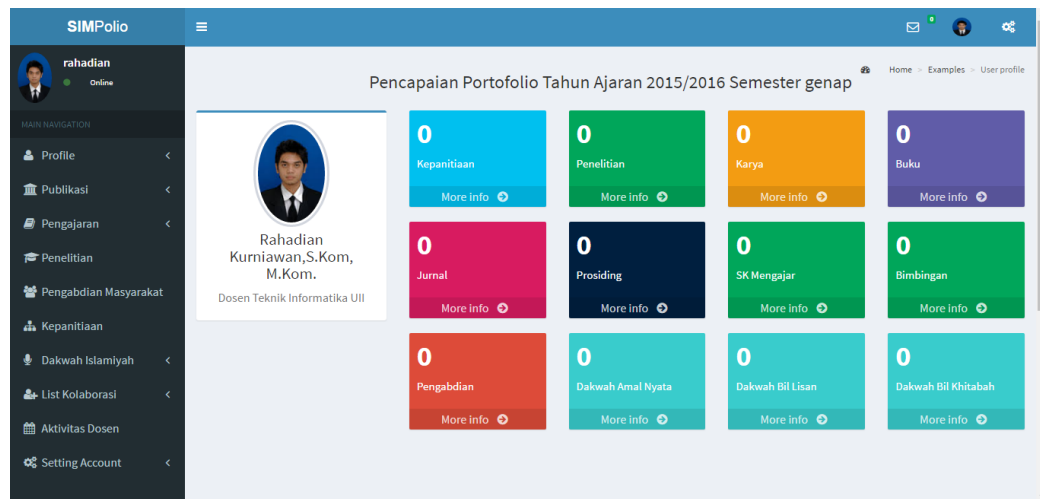 SIMPolio
0
rahadian
Online
MAIN NAVIGATION
Profile
Publikasi
Pengajaran
Penelitian
Pengabdian Masyarakat
Kepanitiaan
Dakwah Islamiyah
List Kolaborasi
Aktivitas Dosen
Setting Account
Pencapaian Portofolio Tahun Ajaran 2015/2016 Semester genap
Home > Examples > User profile
Rahadian
Kurniawan,S.Kom,
M.Kom.
Dosen Teknik Informatika UII
0
Kepanitiaan
More info
0
Penelitian
More info
0
Karya
More info
0
Buku
More info
0
Jurnal
More info
0
Prosiding
More info
0
SK Mengajar
More info
0
Bimbingan
More info
0
Pengabdian
More info
0
Dakwah Amal Nyata
More info
0
Dakwah Bil Lisan
More info
0
Dakwah Bil Khitabah
More info